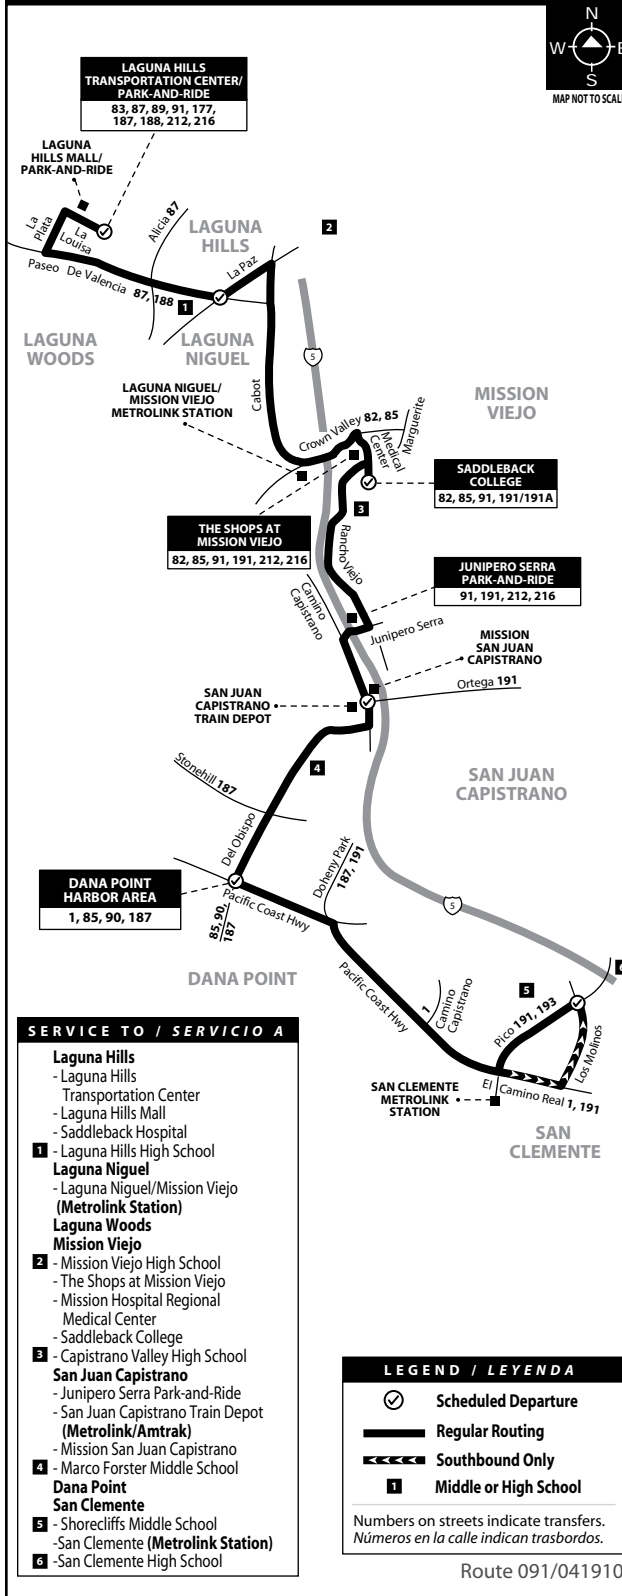 N
W E
S
MAP NOT TO SCALE
LAGUNA HILLS
TRANSPORTATION CENTER/
PARK-AND-RIDE
83, 87, 89, 91, 177,
187, 188, 212, 216
LAGUNA
HILLS MALL/
PARK-AND-RIDE
La
Plata
La
Louisa
Alicia 87
LAGUNA
HILLS
2
La Paz
Paseo De Valencia 87, 188
1
LAGUNA
WOODS
LAGUNA
NIGUEL
5
Cabot
LAGUNA NIGUEL/
MISSION VIEJO
METROLINK STATION
MISSION
VIEJO
Crown Valley 82, 85
Medical
Center
Marguerite
SADDLEBACK
COLLEGE
82, 85, 91, 191/191A
3
THE SHOPS AT
MISSION VIEJO
82, 85, 91, 191, 212, 216
Rancho Viejo
JUNIPERO SERRA
PARK-AND-RIDE
91, 191, 212, 216
Camino
Capistrano
Junipero Serra
MISSION
SAN JUAN
CAPISTRANO
Ortega 191
SAN JUAN
CAPISTRANO
TRAIN DEPOT
4
Stonehill 187
SAN JUAN
CAPISTRANO
Del Obispo
Doheny Park
187, 191
DANA POINT
HARBOR AREA
1, 85, 90, 187
Pacific Coast Hwy
85, 90,
187
5
DANA POINT
Pacific Coast Hwy
1
Camino
Capistrano
5
6
Pico 191, 193
Los Molinos
SAN CLEMENTE
METROLINK
STATION
El Camino Real 1, 191
SAN
CLEMENTE
SERVICE TO / SERVICIO A
Laguna Hills
- Laguna Hills
Transportation Center
- Laguna Hills Mall
- Saddleback Hospital
1 - Laguna Hills High School
Laguna Niguel
- Laguna Niguel/Mission Viejo
(Metrolink Station)
Laguna Woods
Mission Viejo
2 - Mission Viejo High School
- The Shops at Mission Viejo
- Mission Hospital Regional
Medical Center
- Saddleback College
3 - Capistrano Valley High School
San Juan Capistrano
- Junipero Serra Park-and-Ride
- San Juan Capistrano Train Depot
(Metrolink/Amtrak)
- Mission San Juan Capistrano
4 - Marco Forster Middle School
Dana Point
San Clemente
5 - Shorecliffs Middle School
-San Clemente (Metrolink Station)
6 -San Clemente High School
LEGEND / LEYENDA
Scheduled Departure
Regular Routing
Southbound Only
1 Middle or High School
Numbers on streets indicate transfers.
Números en la calle indican trasbordos.
Route 091/041910